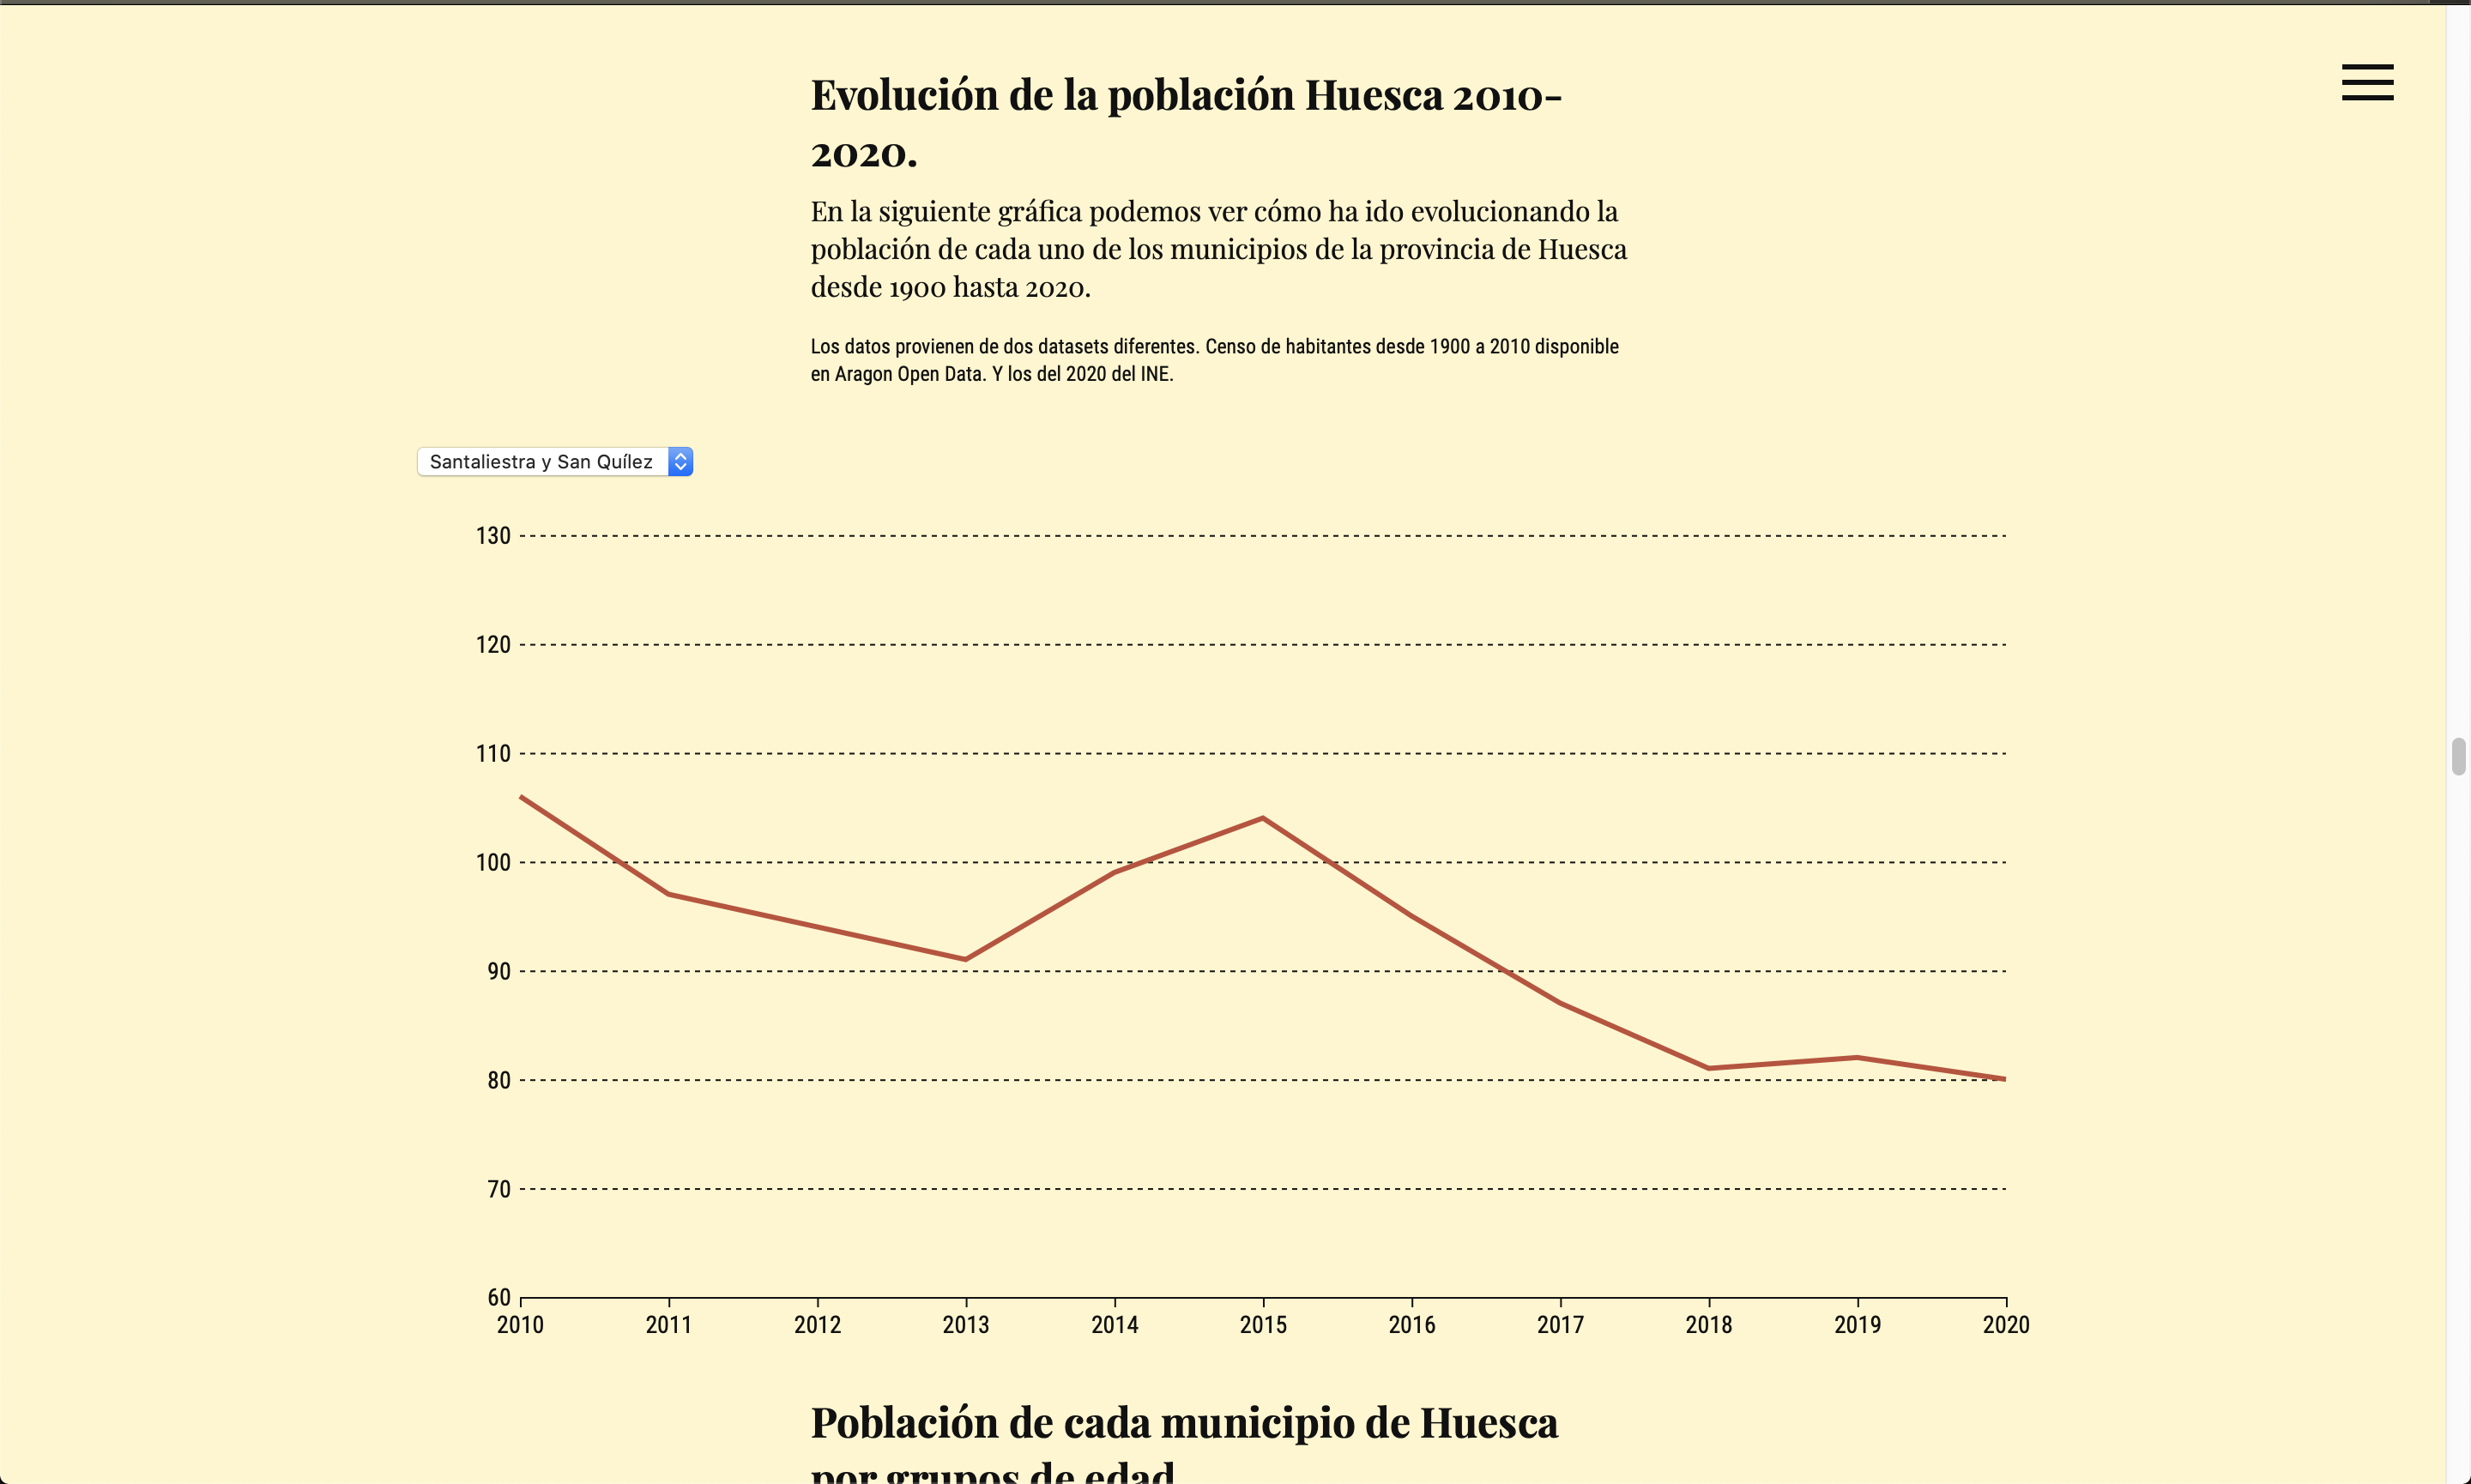 Evolución de la población Huesca 2010-
2020.
En la siguiente gráfica podemos ver cómo ha ido evolucionando la
población de cada uno de los municipios de la provincia de Huesca
desde 1900 hasta 2020.
Los datos provienen de dos datasets diferentes. Censo de habitantes desde 1900 a 2010 disponible
en Aragon Open Data. Y los del 2020 del INE.
Santaliestra y San Quílez
130
120
110
100
90
80
70
60
2010 2011 2012 2013 2014 2015 2016 2017 2018 2019 2020
Población de cada municipio de Huesca
por grupos de edad